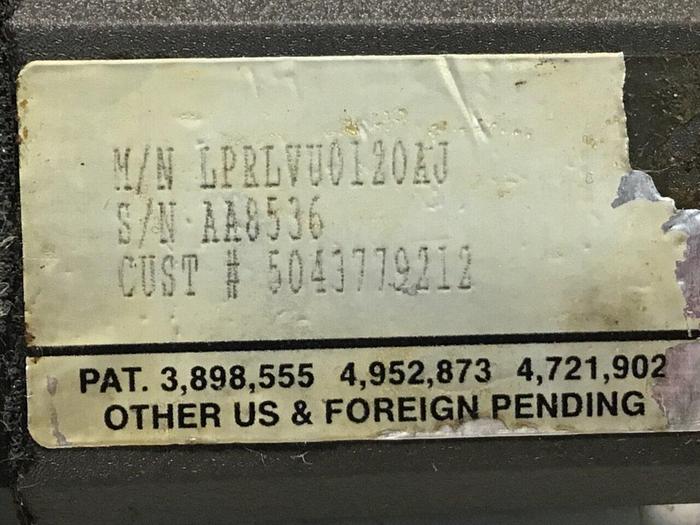 M/N LPRLVU0120AJ
S/N AA8536
CUST # 5043779212
PAT. 3,898,555 4,952,873 4,721,902
OTHER US & FOREIGN PENDING